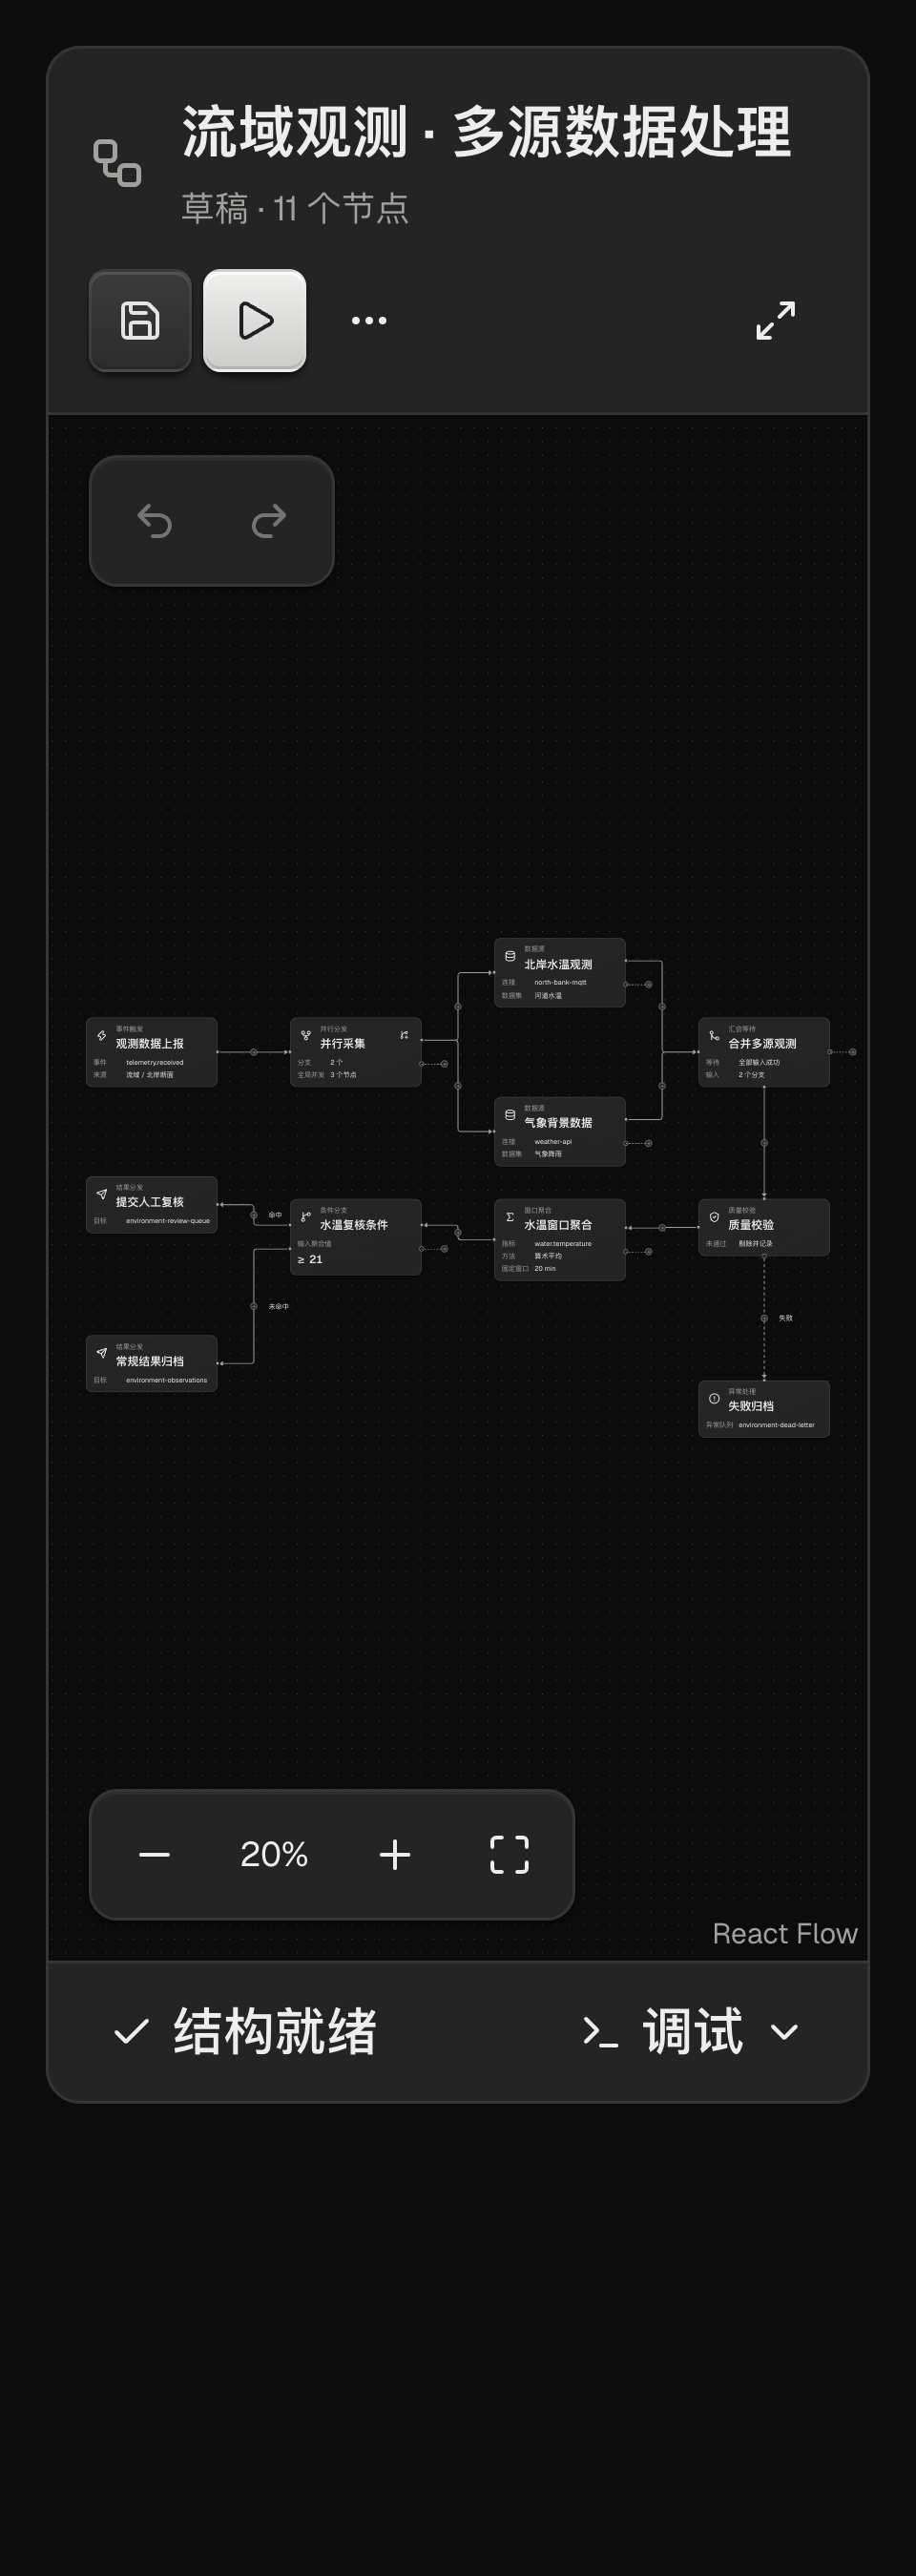 流域观测 · 多源数据处理
草稿 · 11 个节点
数据源
北岸水温观测
连接 north-bank-mqtt
数据集 河道水温
事件触发
观测数据上报
事件 telemetry.received
来源 流域 / 北岸断面
并行分发
并行采集
分支 2 个
全局并发 3 个节点
汇合等待
合并多源观测
等待 全部输入成功
输入 2 个分支
数据源
气象背景数据
连接 weather-api
数据集 气象降雨
结果分发
提交人工复核
目标 environment-review-queue
命中
条件分支
水温复核条件
输入聚合值
≥ 21
窗口聚合
水温窗口聚合
指标 water.temperature
方法 算术平均
固定窗口 20 min
质量校验
质量校验
未通过 剔除并记录
未命中
失败
结果分发
常规结果归档
目标 environment-observations
异常处理
失败归档
异常队列 environment-dead-letter
20%
React Flow
结构就绪
调试